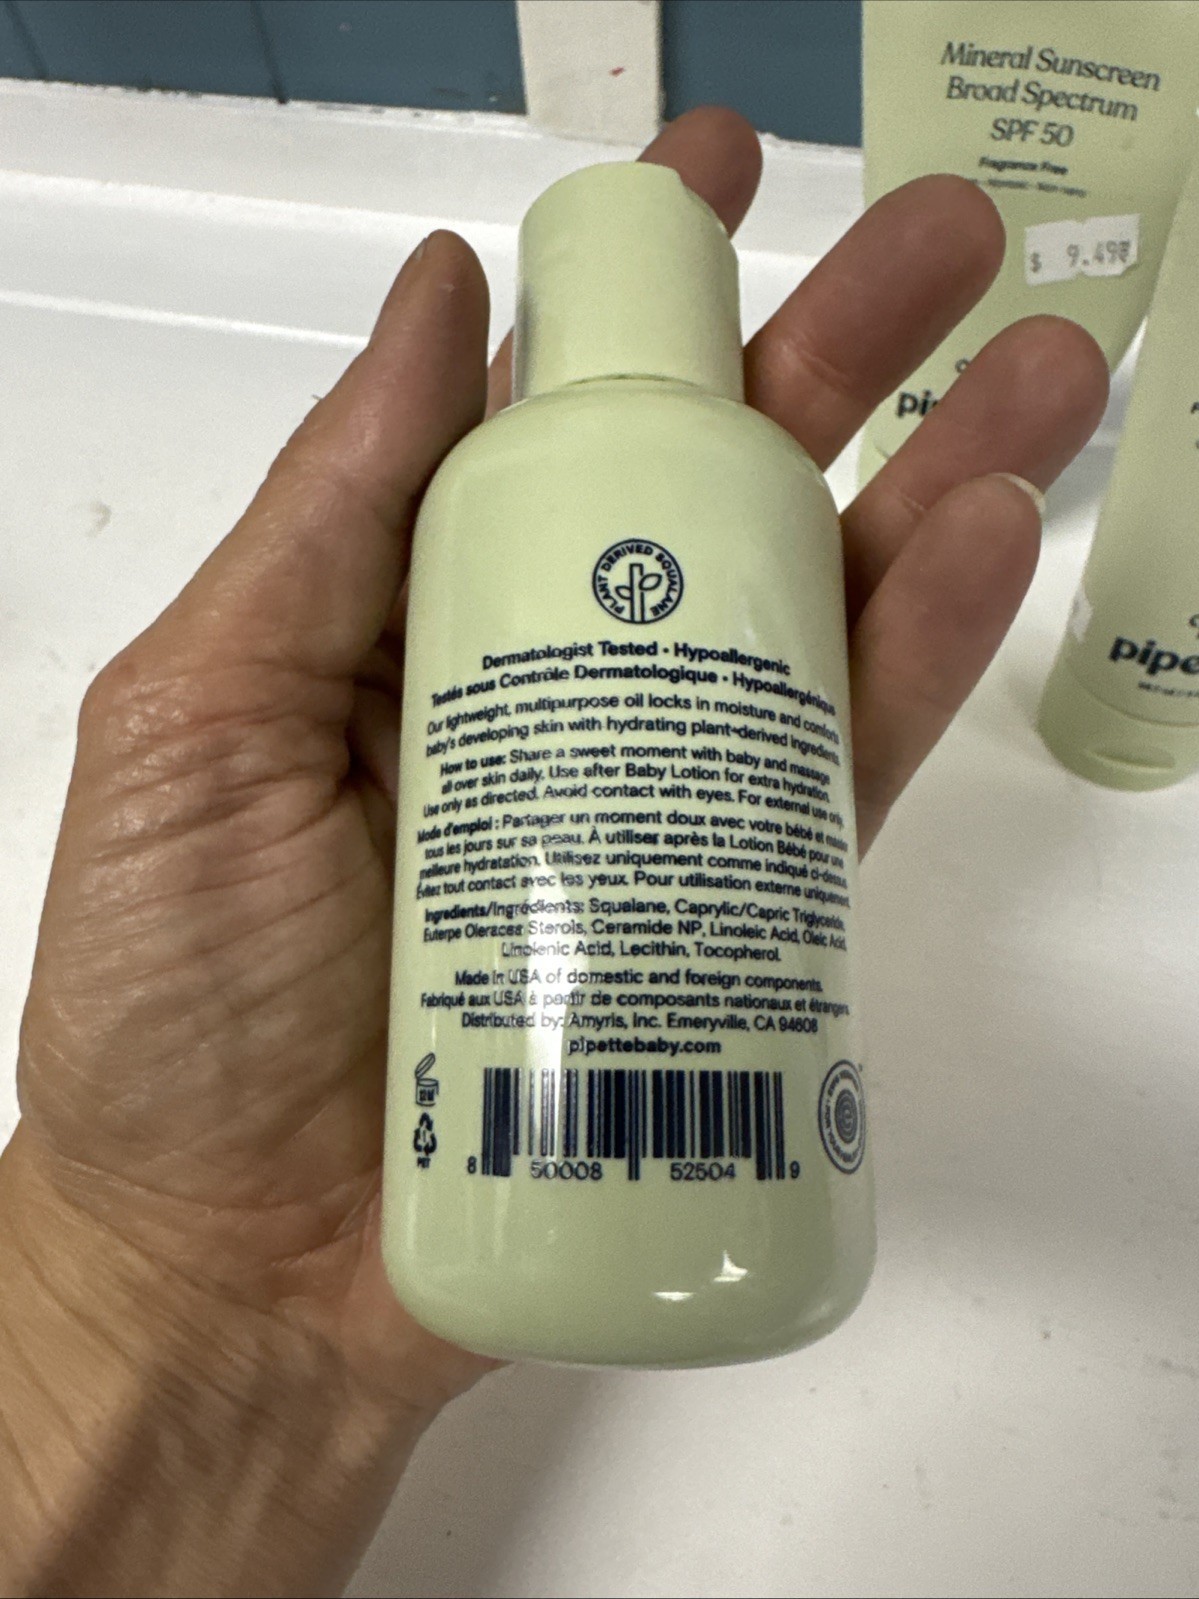 Mineral Sunscreen
Broad Spectrum
SPF 50
Fragrance Free
$ 9.49
pi
pipe
PLANT DERIVED SQUALANE
Dermatologist Tested • Hypoallergenic
Testés sous Contrôle Dermatologique • Hypoallergénique
Our lightweight, multipurpose oil locks in moisture and comforts
baby's developing skin with hydrating plant-derived ingredients.
How to use: Share a sweet moment with baby and massage
all over skin daily. Use after Baby Lotion for extra hydration.
Use only as directed. Avoid contact with eyes. For external use only.
Mode d'emploi : Partager un moment doux avec votre bébé et
tous les jours sur sa peau. À utiliser après la Lotion Bébé pour une
meilleure hydratation. Utilisez uniquement comme indiqué ci-dessus.
Évitez tout contact avec les yeux. Pour utilisation externe uniquement.
Ingredients/Ingrédients: Squalane, Caprylic/Capric Triglyceride,
Euterpe Oleracea Sterols, Ceramide NP, Linoleic Acid, Oleic Acid,
Linolenic Acid, Lecithin, Tocopherol.
Made in USA of domestic and foreign components.
Fabriqué aux USA à partir de composants nationaux et étrangers.
Distributed by: Amyris, Inc. Emeryville, CA 94608
pipettebaby.com
12M
PET
8 50008 52504 9